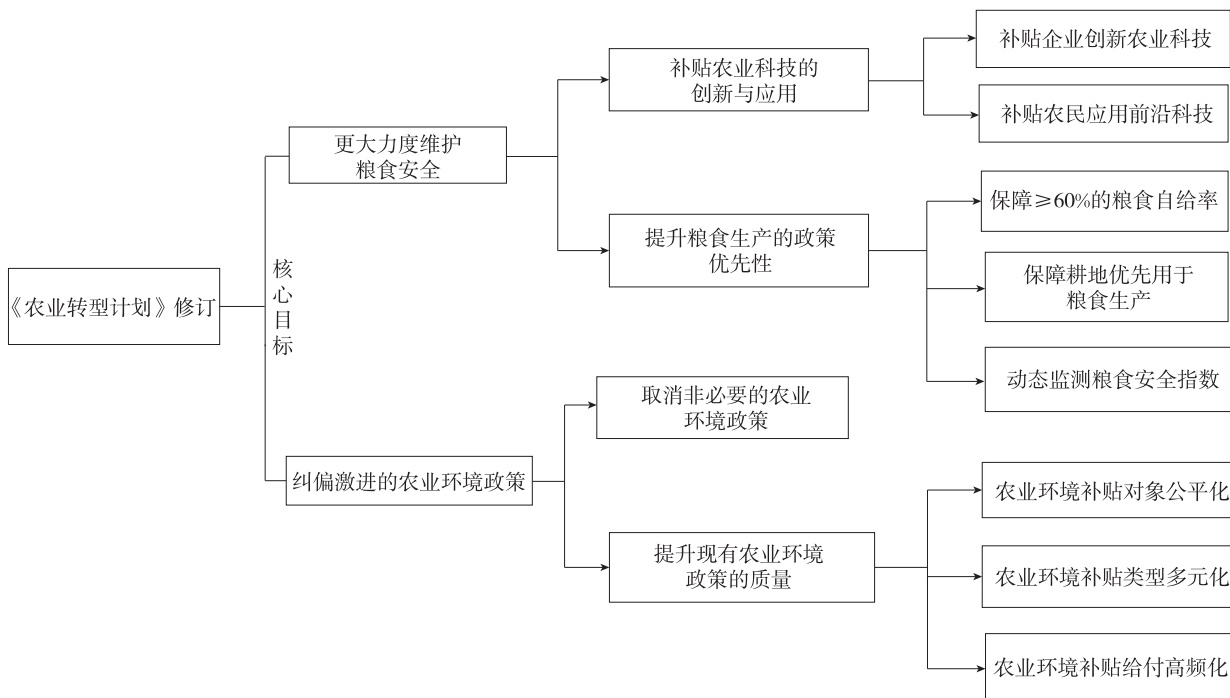 《农业转型计划》修订
核心目标
更大力度维护
粮食安全
补贴农业科技的
创新与应用
补贴企业创新农业科技
补贴农民应用前沿科技
提升粮食生产的政策
优先性
保障≥60%的粮食自给率
保障耕地优先用于
粮食生产
动态监测粮食安全指数
纠偏激进的农业环境政策
取消非必要的农业
环境政策
提升现有农业环境
政策的质量
农业环境补贴对象公平化
农业环境补贴类型多元化
农业环境补贴给付高频化